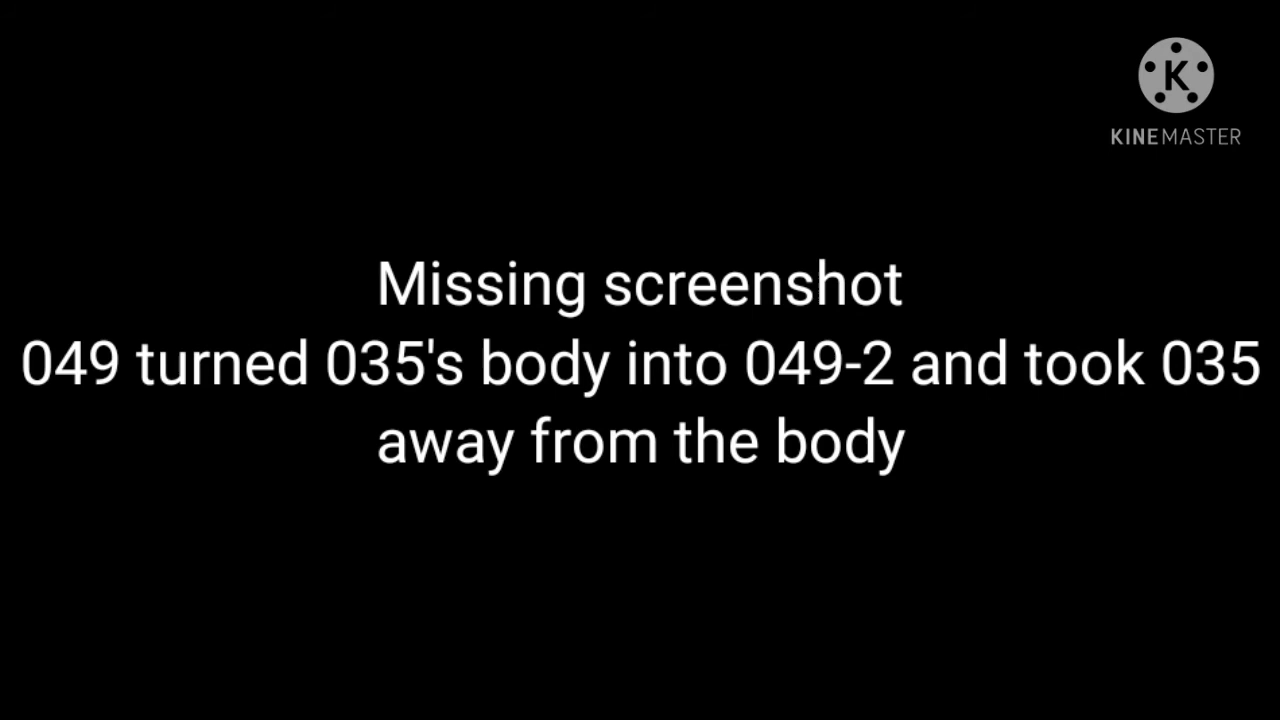 K
KINEMASTER
Missing screenshot
049 turned 035's body into 049-2 and took 035
away from the body